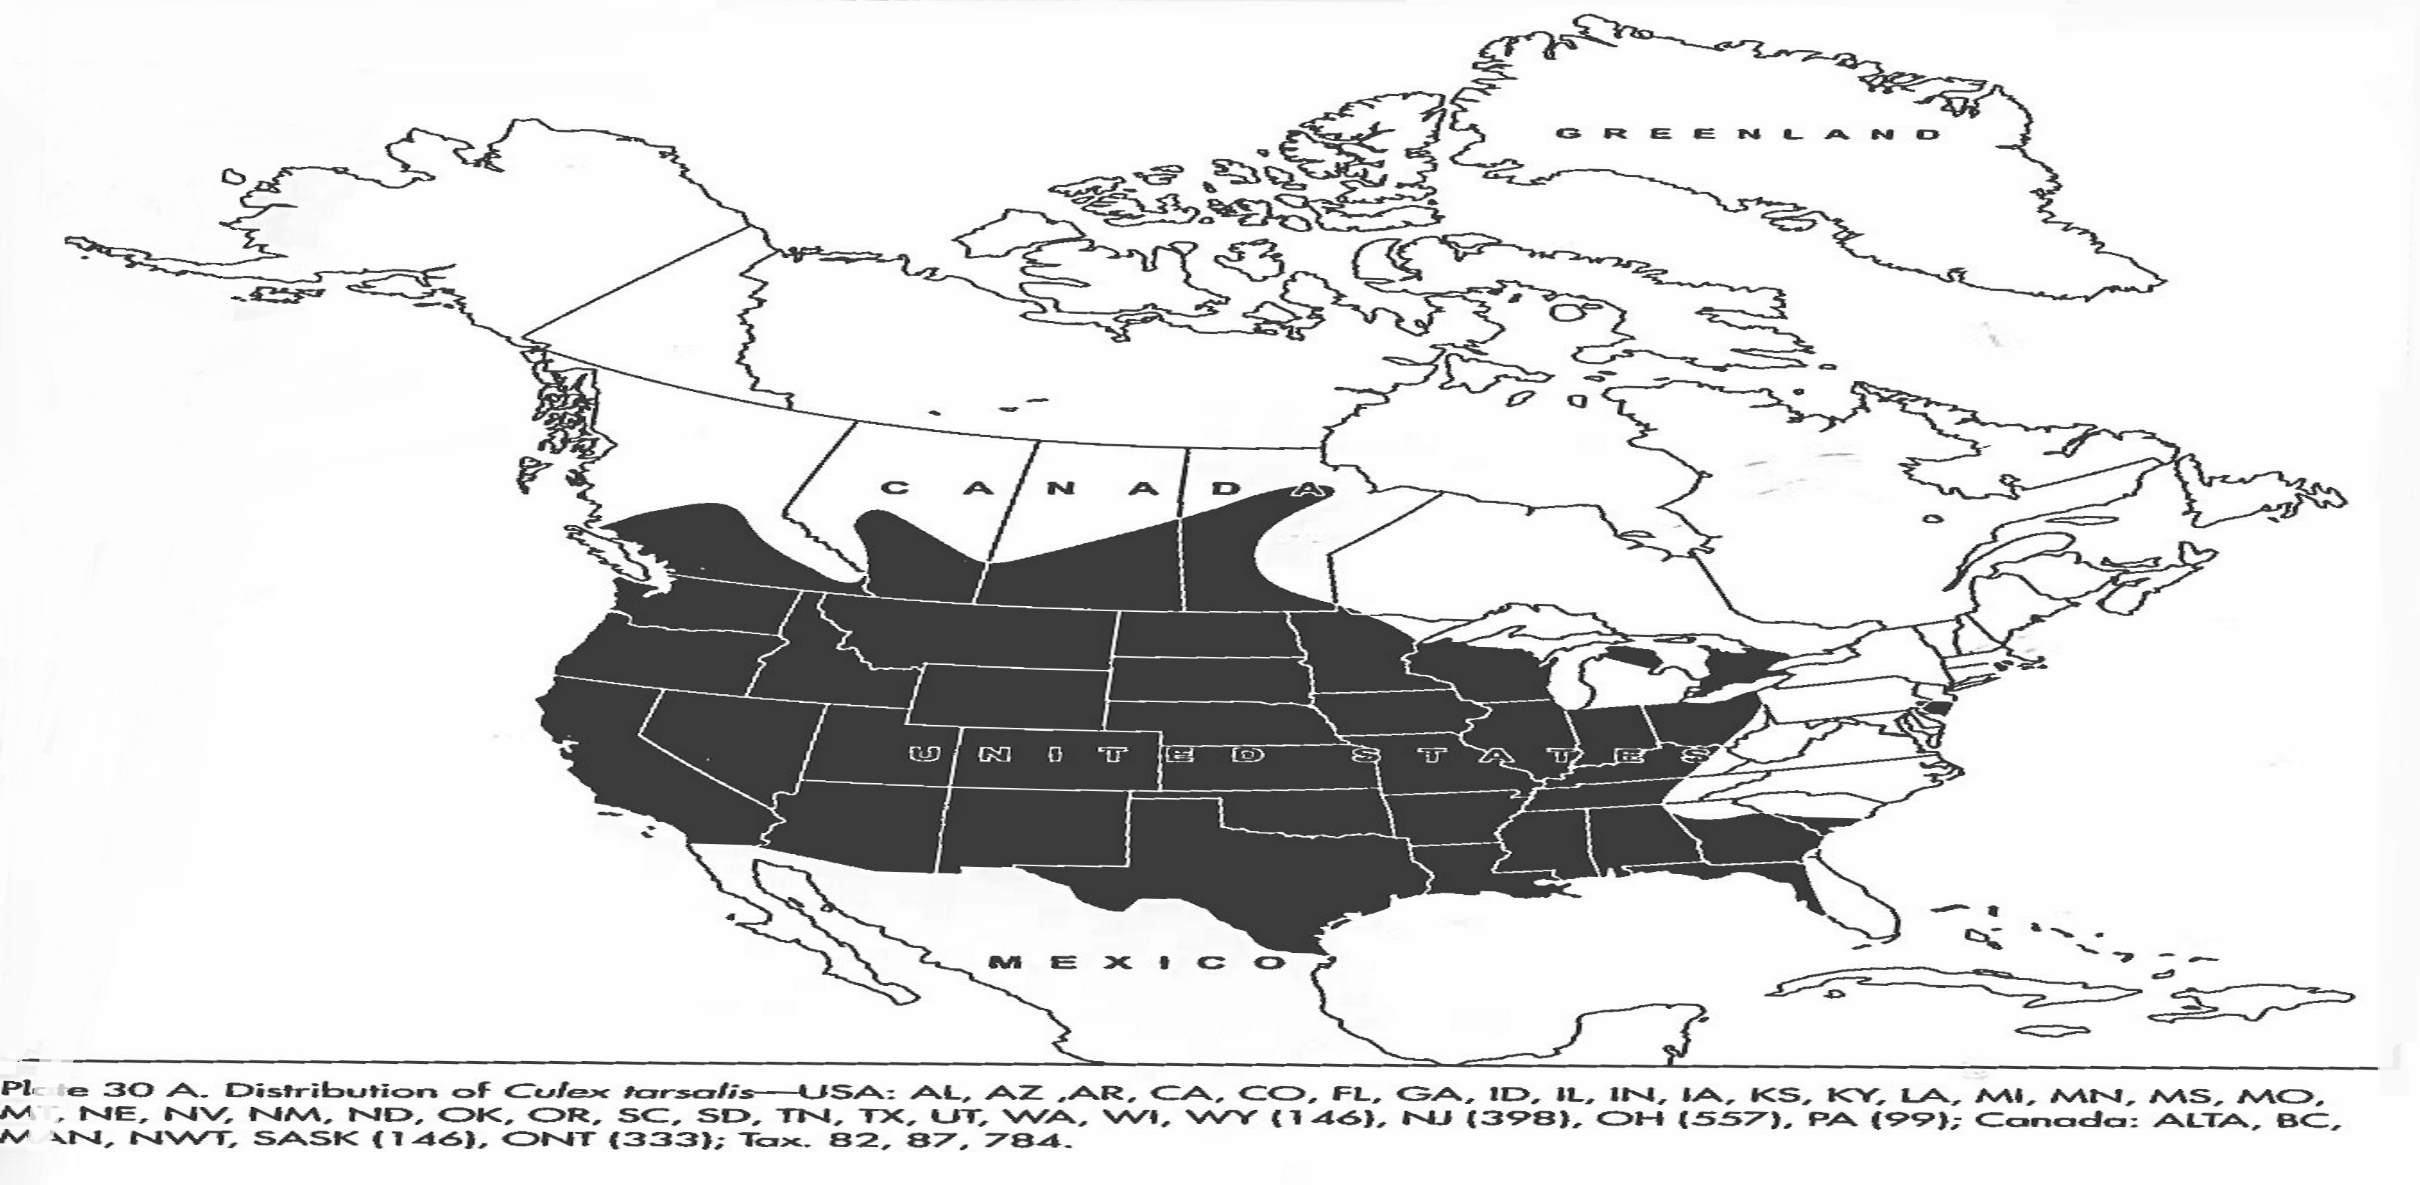 GREENLAND
CANADA
UNITED STATES
MEXICO
Plate 30 A. Distribution of Culex tarsalis—USA: AL, AZ ,AR, CA, CO, FL, GA, ID, IL, IN, IA, KS, KY, LA, MI, MN, MS, MO,
MT, NE, NV, NM, ND, OK, OR, SC, SD, TN, TX, UT, WA, WI, WY (146), NJ (398), OH (557), PA (99); Canada: ALTA, BC,
MAN, NWT, SASK (146), ONT (333); Tax. 82, 87, 784.